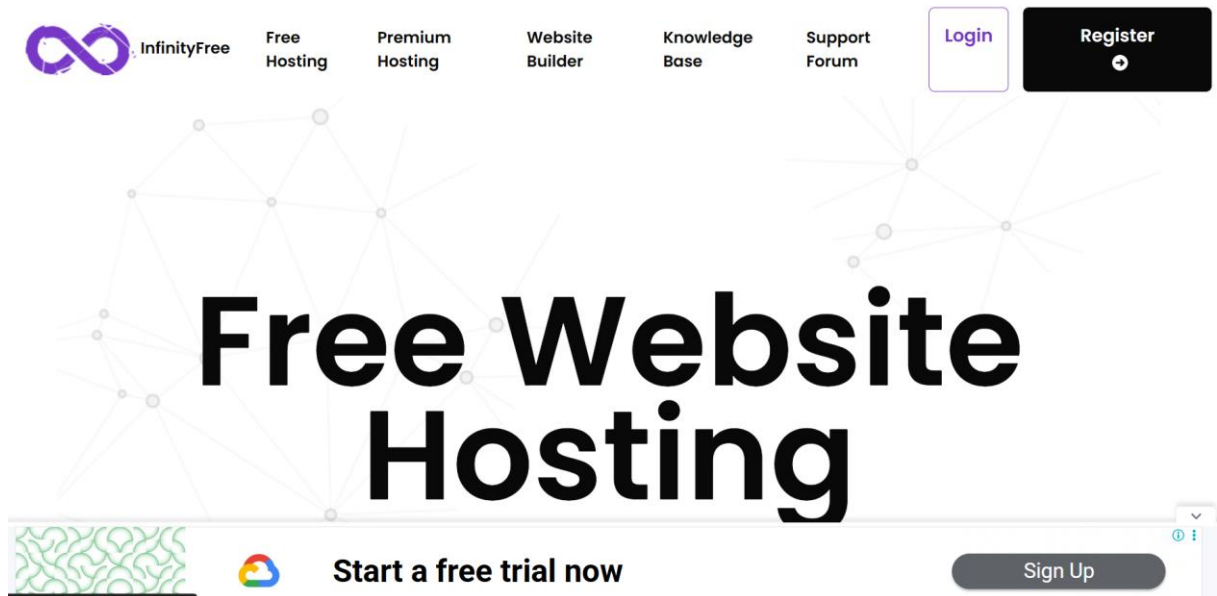 InfinityFree
Free
Hosting
Premium
Hosting
Website
Builder
Knowledge
Base
Support
Forum
Login
Register
Free Website
Hosting
Start a free trial now
Sign Up